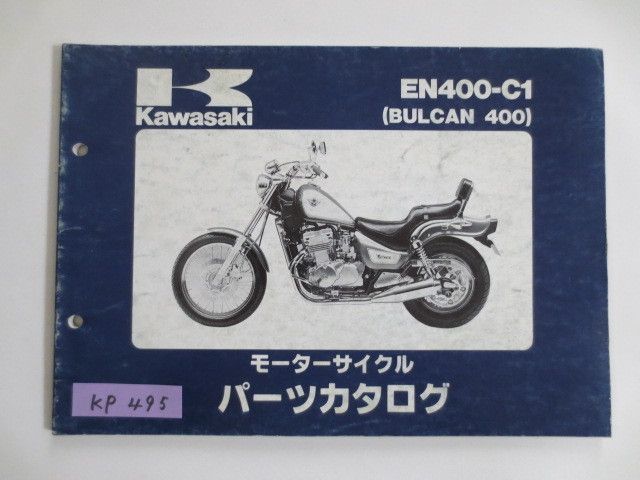 Kawasaki
EN400-C1
(BULCAN 400)
モーターサイクル
パーツカタログ
KP 495